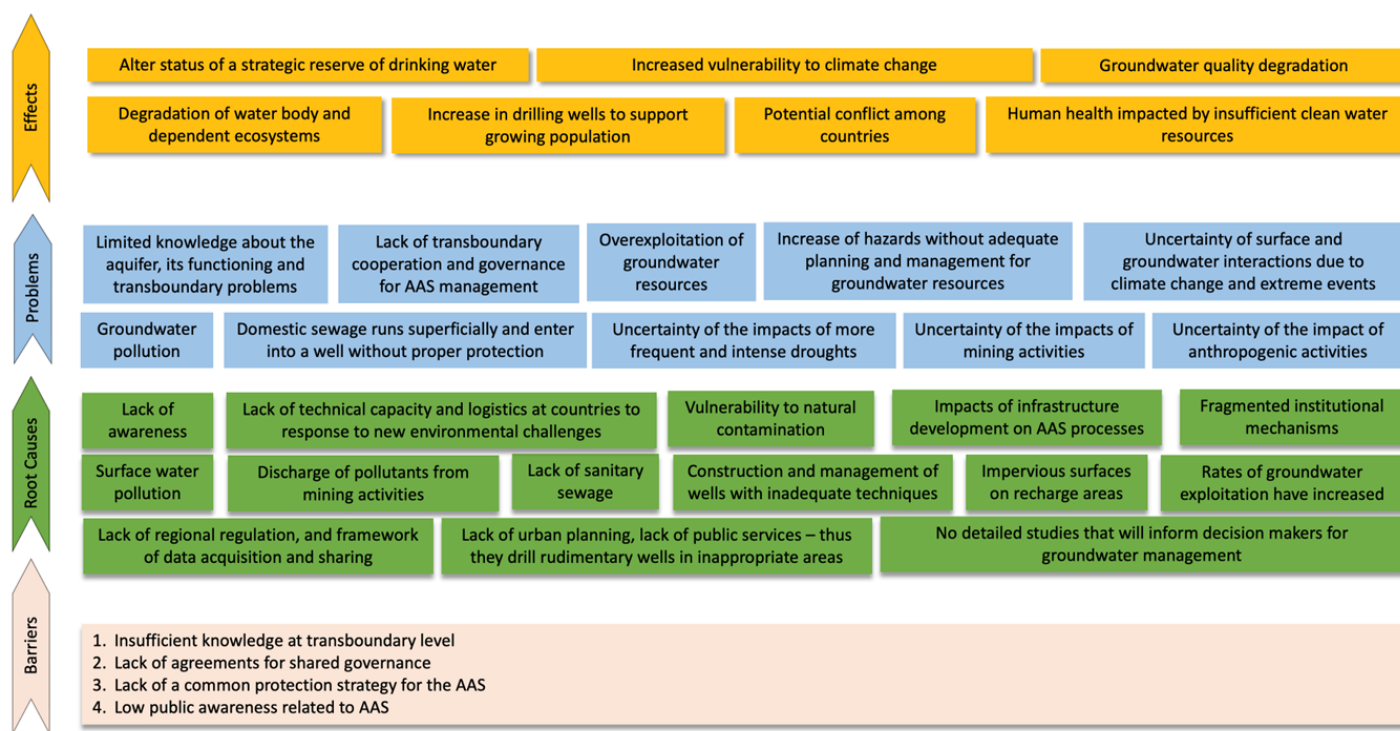 Effects
Alter status of a strategic reserve of drinking water
Increased vulnerability to climate change
Groundwater quality degradation
Degradation of water body and
dependent ecosystems
Increase in drilling wells to support
growing population
Potential conflict among
countries
Human health impacted by insufficient clean water
resources
Problems
Limited knowledge about the
aquifer, its functioning and
transboundary problems
Lack of transboundary
cooperation and governance
for AAS management
Overexploitation of
groundwater
resources
Increase of hazards without adequate
planning and management for
groundwater resources
Uncertainty of surface and
groundwater interactions due to
climate change and extreme events
Groundwater
pollution
Domestic sewage runs superficially and enter
into a well without proper protection
Uncertainty of the impacts of more
frequent and intense droughts
Uncertainty of the impacts of
mining activities
Uncertainty of the impact of
anthropogenic activities
Root Causes
Lack of
awareness
Lack of technical capacity and logistics at countries to
response to new environmental challenges
Vulnerability to natural
contamination
Impacts of infrastructure
development on AAS processes
Fragmented institutional
mechanisms
Surface water
pollution
Discharge of pollutants from
mining activities
Lack of sanitary
sewage
Construction and management of
wells with inadequate techniques
Impervious surfaces
on recharge areas
Rates of groundwater
exploitation have increased
Lack of regional regulation, and framework
of data acquisition and sharing
Lack of urban planning, lack of public services – thus
they drill rudimentary wells in inappropriate areas
No detailed studies that will inform decision makers for
groundwater management
Barriers
1. Insufficient knowledge at transboundary level
2. Lack of agreements for shared governance
3. Lack of a common protection strategy for the AAS
4. Low public awareness related to AAS